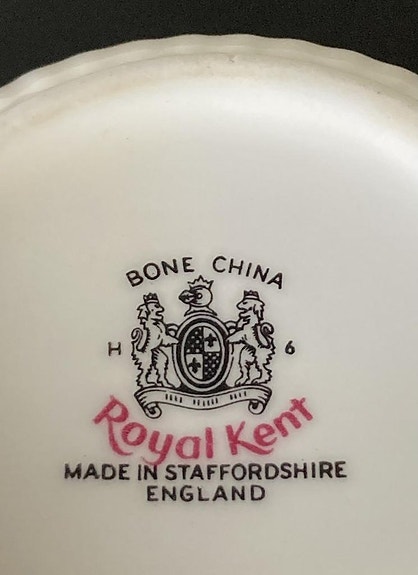 BONE CHINA
H 6
Royal Kent
MADE IN STAFFORDSHIRE
ENGLAND